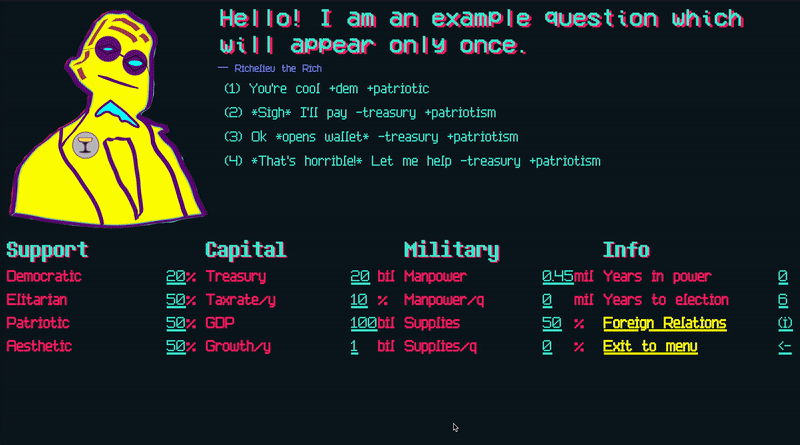 Hello! I am an example question which
will appear only once.
— Richelieu the Rich
(1) You're cool +dem +patriotic
(2) *Sigh* I'll pay -treasury +patriotism
(3) Ok *opens wallet* -treasury +patriotism
(4) *That's horrible!* Let me help -treasury +patriotism
Support Capital Military Info
Democratic 20% Treasury 20 bil Manpower 0.45mil Years in power 0
Elitarian 50% Taxrate/y 10 % Manpower/q 0 mil Years to election 6
Patriotic 50% GDP 100bil Supplies 50 % Foreign Relations (i)
Aesthetic 50% Growth/y 1 bil Supplies/q 0 % Exit to menu <-